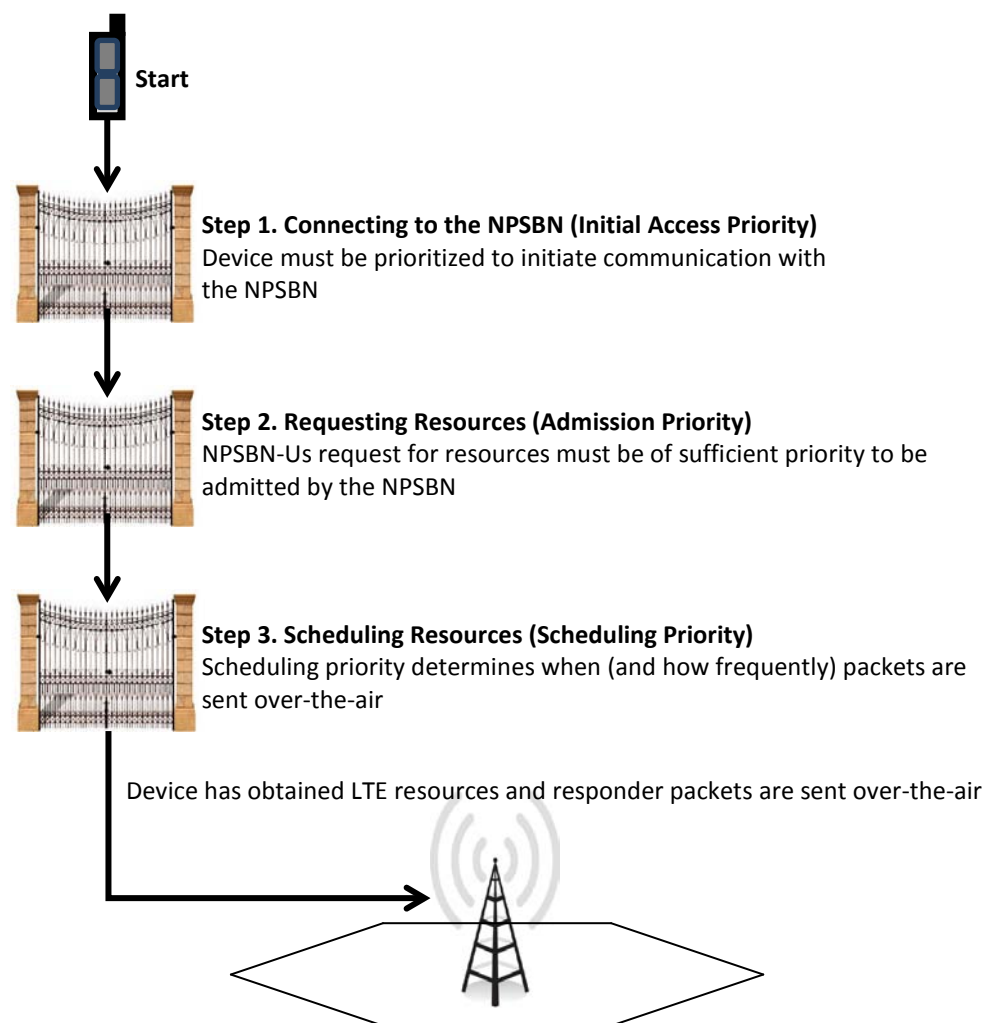 Start
Step 1. Connecting to the NPSBN (Initial Access Priority)
Device must be prioritized to initiate communication with
the NPSBN
Step 2. Requesting Resources (Admission Priority)
NPSBN-Us request for resources must be of sufficient priority to be
admitted by the NPSBN
Step 3. Scheduling Resources (Scheduling Priority)
Scheduling priority determines when (and how frequently) packets are
sent over-the-air
Device has obtained LTE resources and responder packets are sent over-the-air